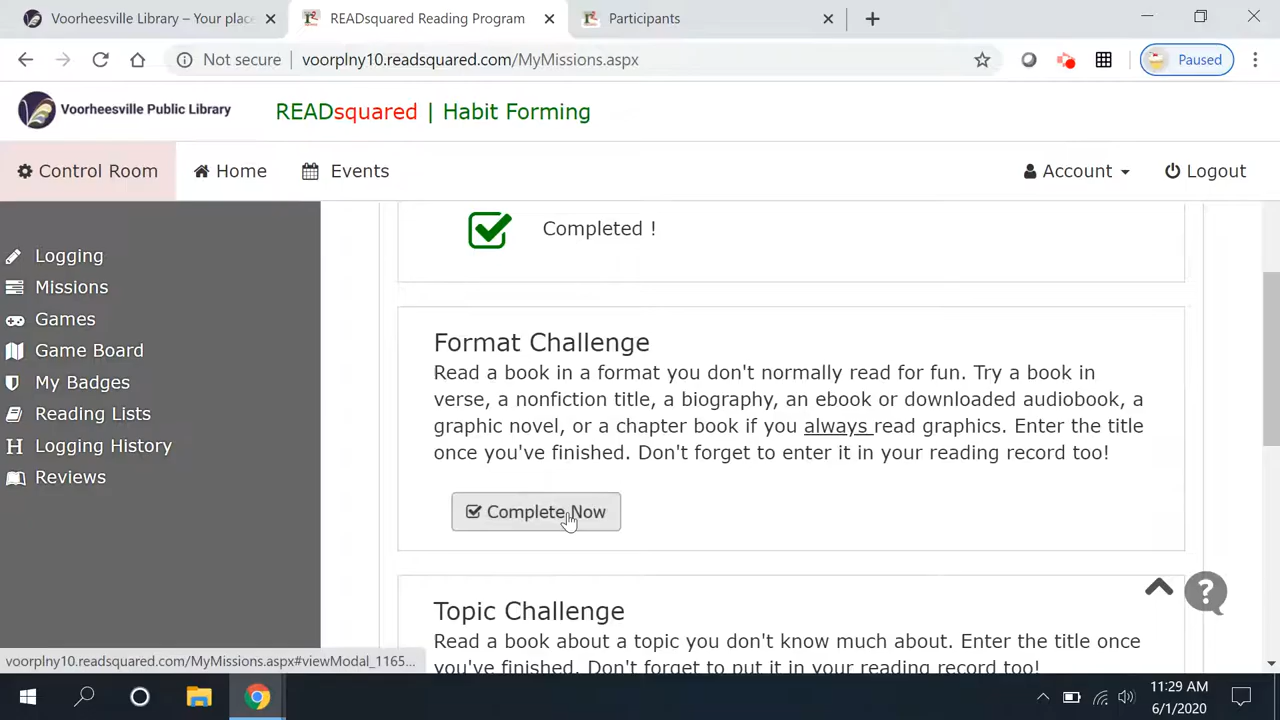 Voorheesville Library – Your plac
READsquared Reading Program
Participants
Not secure
voorplny10.readsquared.com/MyMissions.aspx
Paused
Voorheesville Public Library
READsquared | Habit Forming
Control Room
Home
Events
Account
Logout
Logging
Missions
Games
Game Board
My Badges
Reading Lists
Logging History
Reviews
Completed !
Format Challenge
Read a book in a format you don't normally read for fun. Try a book in
verse, a nonfiction title, a biography, an ebook or downloaded audiobook, a
graphic novel, or a chapter book if you always read graphics. Enter the title
once you've finished. Don't forget to enter it in your reading record too!
Complete Now
Topic Challenge
Read a book about a topic you don't know much about. Enter the title once
you've finished. Don't forget to put it in your reading record too!
voorplny10.readsquared.com/MyMissions.aspx#viewModal_1165...
11:29 AM
6/1/2020